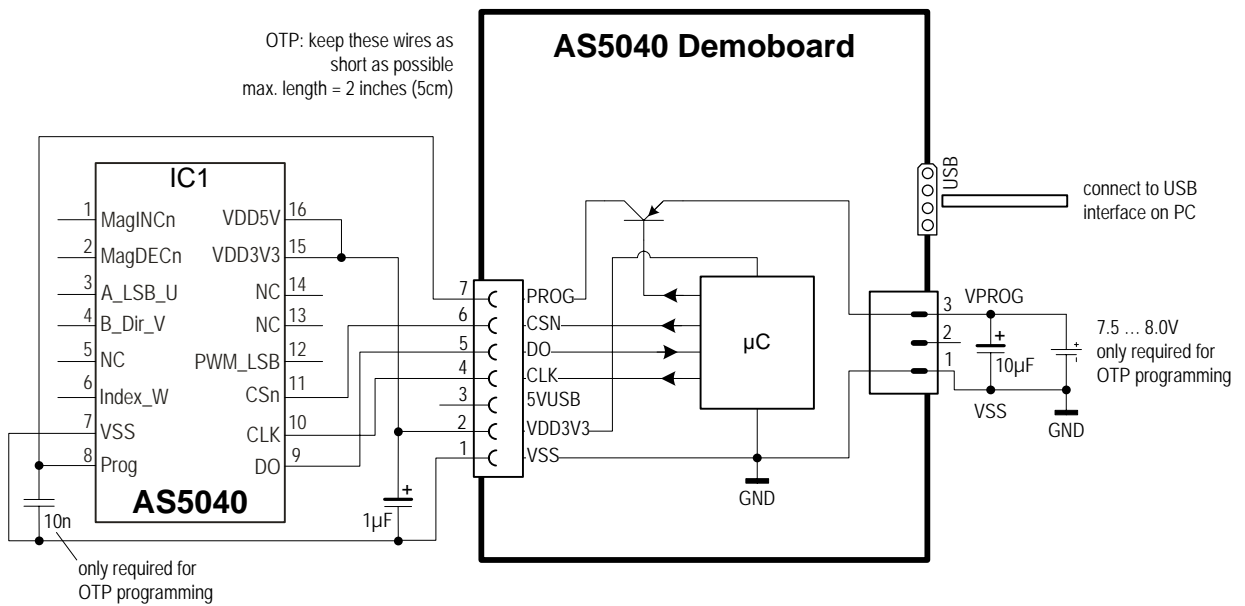 AS5040 Demoboard
OTP: keep these wires as
short as possible
max. length = 2 inches (5cm)
IC1
1 MagINCn VDD5V 16
2 MagDECn VDD3V3 15
3 A_LSB_U NC 14
4 B_Dir_V NC 13
5 NC PWM_LSB 12
6 Index_W CSn 11
7 VSS CLK 10
8 Prog DO 9
AS5040
10n
only required for
OTP programming
1µF
+
7 PROG
6 CSN
5 DO
4 CLK
3 5VUSB
2 VDD3V3
1 VSS
µC
GND
USB
connect to USB
interface on PC
3 VPROG
2
1
+
10µF
VSS
+
-
7.5 ... 8.0V
only required for
OTP programming
GND